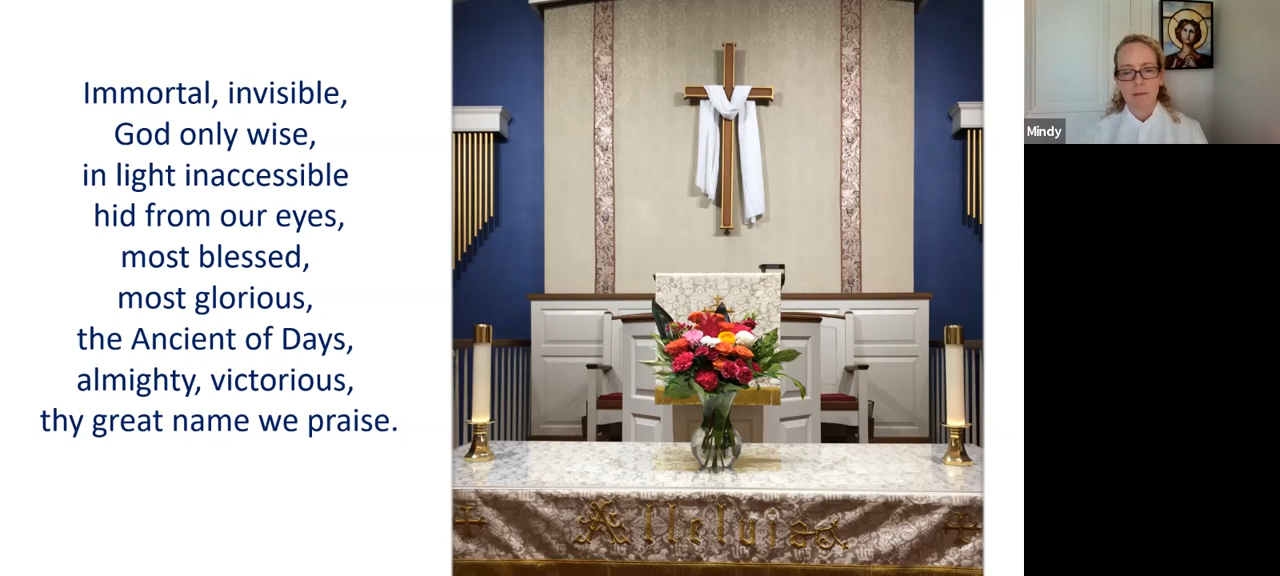 Immortal, invisible,
God only wise,
in light inaccessible
hid from our eyes,
most blessed,
most glorious,
the Ancient of Days,
almighty, victorious,
thy great name we praise.
Alleluia
Mindy